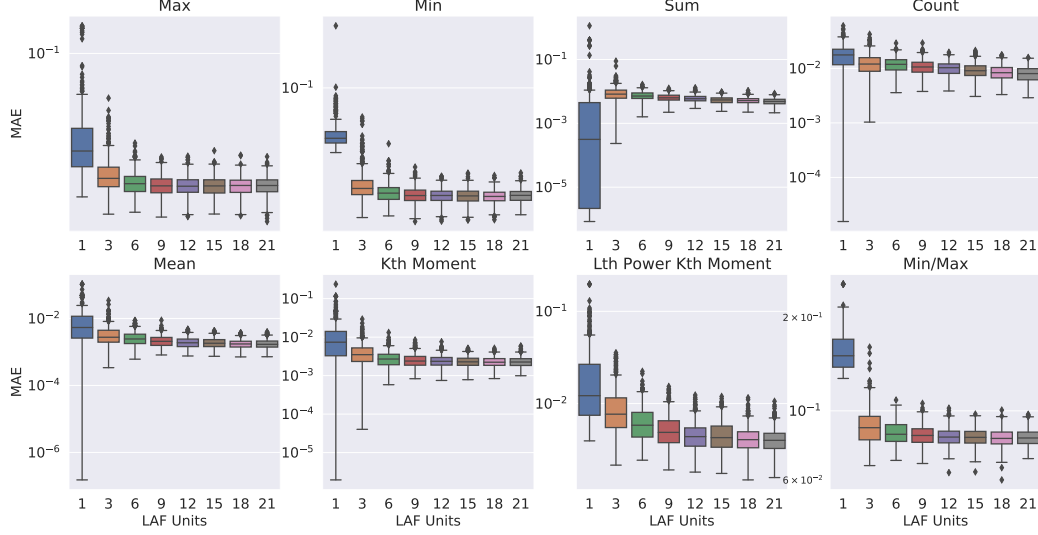 Max
Min
Sum
Count
MAE
10⁻¹
10⁻¹
10⁻¹
10⁻³
10⁻⁵
10⁻²
10⁻³
10⁻⁴
1 3 6 9 12 15 18 21
1 3 6 9 12 15 18 21
1 3 6 9 12 15 18 21
1 3 6 9 12 15 18 21
Mean
Kth Moment
Lth Power Kth Moment
Min/Max
MAE
10⁻²
10⁻⁴
10⁻⁶
10⁻¹
10⁻²
10⁻³
10⁻⁴
10⁻⁵
10⁻¹
10⁻²
2 × 10⁻¹
10⁻¹
6 × 10⁻²
1 3 6 9 12 15 18 21
1 3 6 9 12 15 18 21
1 3 6 9 12 15 18 21
1 3 6 9 12 15 18 21
LAF Units
LAF Units
LAF Units
LAF Units